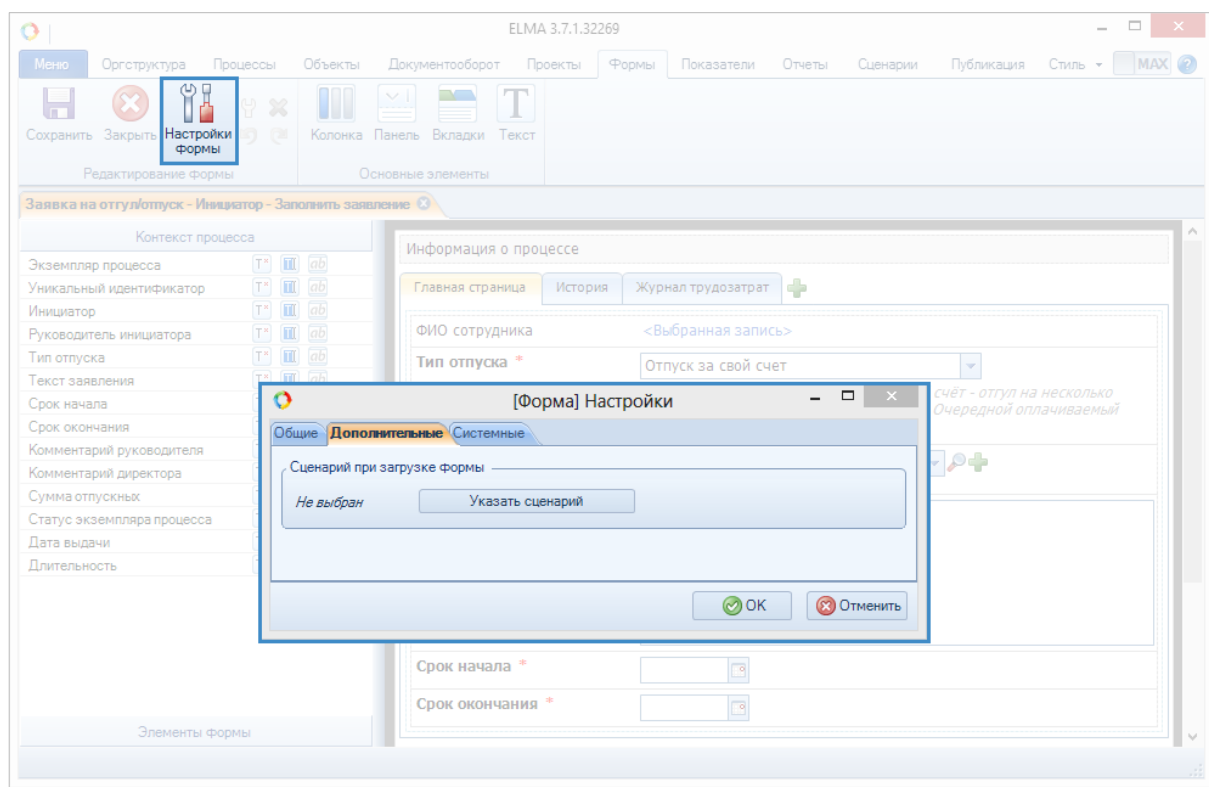 ELMA 3.7.1.32269
Меню Оргструктура Процессы Объекты Документооборот Проекты Формы Показатели Отчеты Сценарии Публикация Стиль MAX
Сохранить Закрыть Настройки формы Колонка Панель Вкладки Текст
Редактирование формы Основные элементы
Заявка на отгул/отпуск - Инициатор - Заполнить заявление
Контекст процесса
Экземпляр процесса
Уникальный идентификатор
Инициатор
Руководитель инициатора
Тип отпуска
Текст заявления
Срок начала
Срок окончания
Комментарий руководителя
Комментарий директора
Сумма отпускных
Статус экземпляра процесса
Дата выдачи
Длительность
Элементы формы
Информация о процессе
Главная страница История Журнал трудозатрат
ФИО сотрудника <Выбранная запись>
Тип отпуска * Отпуск за свой счет
счёт - отгул на несколько
Очередной оплачиваемый
[Форма] Настройки
Общие Дополнительные Системные
Сценарий при загрузке формы
Не выбран Указать сценарий
OK Отменить
Срок начала *
Срок окончания *